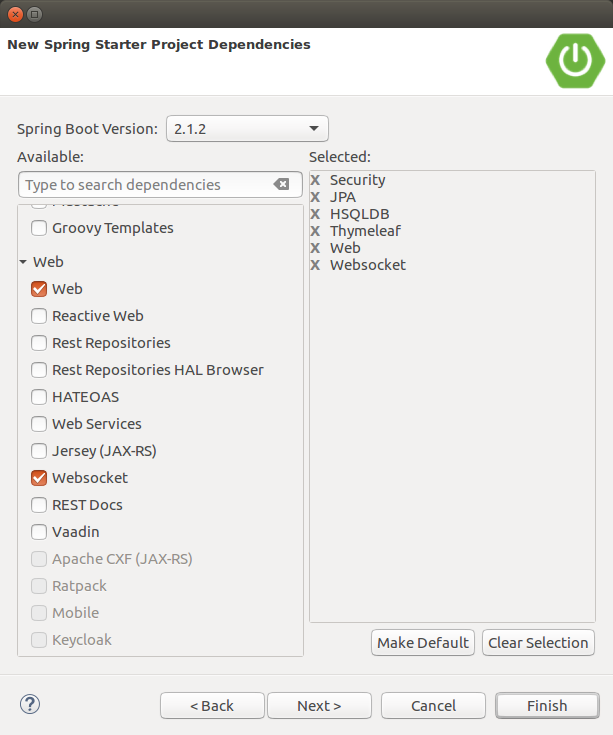 New Spring Starter Project Dependencies
Spring Boot Version: 2.1.2
Available:
Type to search dependencies
Groovy Templates
Web
Web
Reactive Web
Rest Repositories
Rest Repositories HAL Browser
HATEOAS
Web Services
Jersey (JAX-RS)
Websocket
REST Docs
Vaadin
Apache CXF (JAX-RS)
Ratpack
Mobile
Keycloak
Selected:
X Security
X JPA
X HSQLDB
X Thymeleaf
X Web
X Websocket
Make Default
Clear Selection
?
< Back
Next >
Cancel
Finish